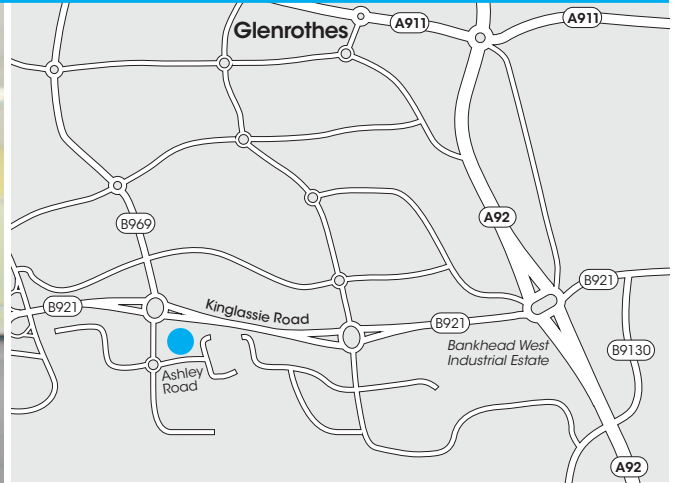 Glenrothes
A911
A911
B969
A92
B921
Kinglassie Road
B921
B921
Bankhead West
Industrial Estate
B9130
Ashley
Road
A92